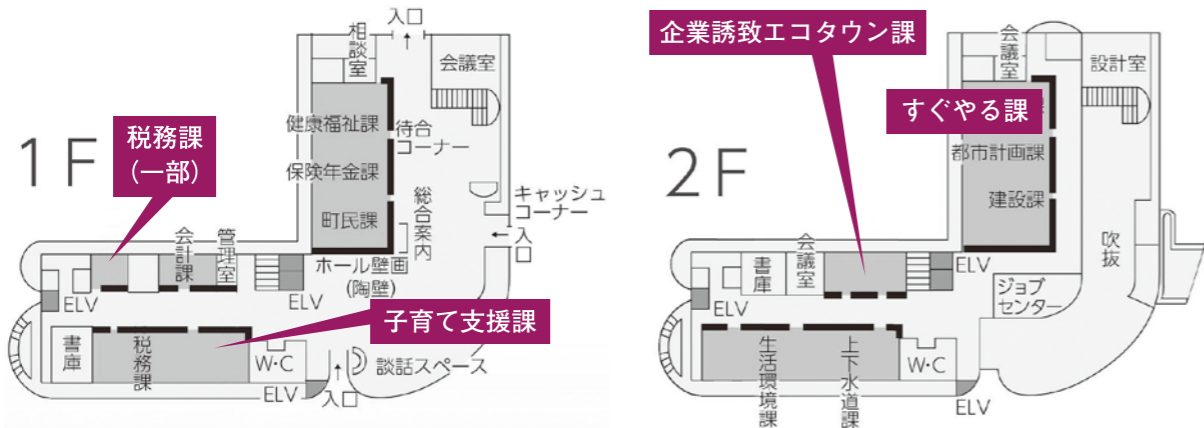 1F
入口
相談室
会議室
健康福祉課
待合
コーナー
保険年金課
町民課
総合案内
キャッシュ
コーナー
入口
税務課
（一部）
会計課
管理室
ホール壁画
(陶壁)
ELV
ELV
子育て支援課
書庫
税務課
W・C
談話スペース
ELV
入口
2F
企業誘致エコタウン課
会議室
設計室
すぐやる課
課
都市計画課
建設課
吹抜
書庫
会議室
ELV
ELV
ジョブ
センター
生活環境課
上下水道課
W・C
ELV